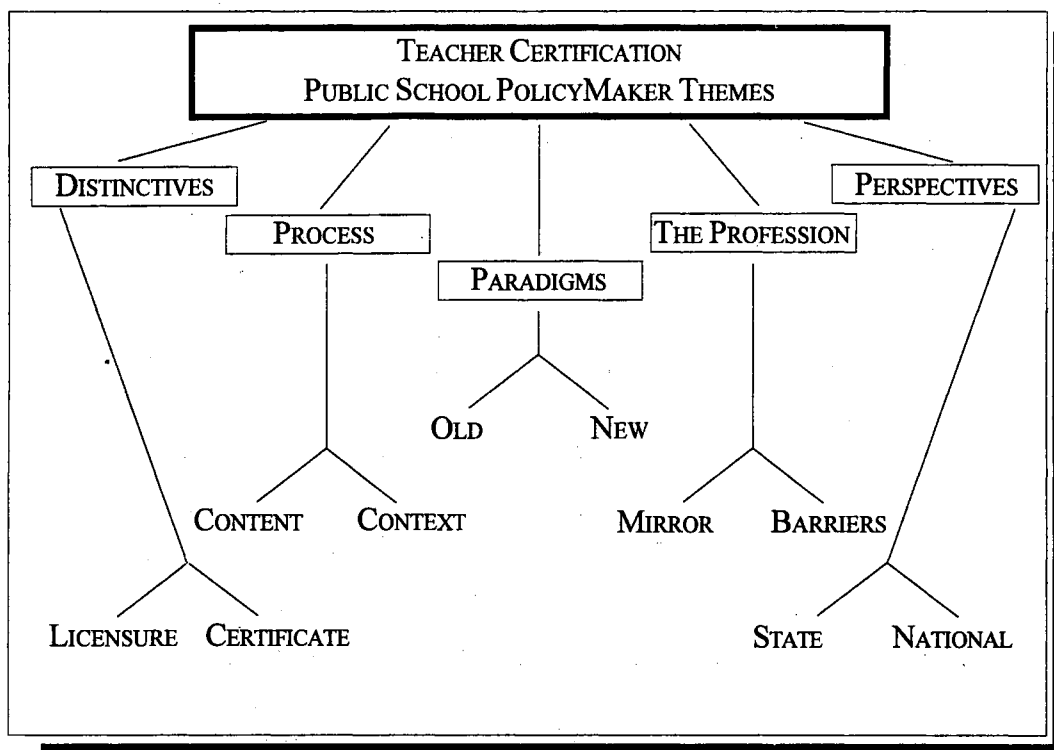 TEACHER CERTIFICATION
PUBLIC SCHOOL POLICYMAKER THEMES
DISTINCTIVES
PERSPECTIVES
PROCESS
THE PROFESSION
PARADIGMS
OLD
NEW
CONTENT
CONTEXT
MIRROR
BARRIERS
LICENSURE
CERTIFICATE
STATE
NATIONAL